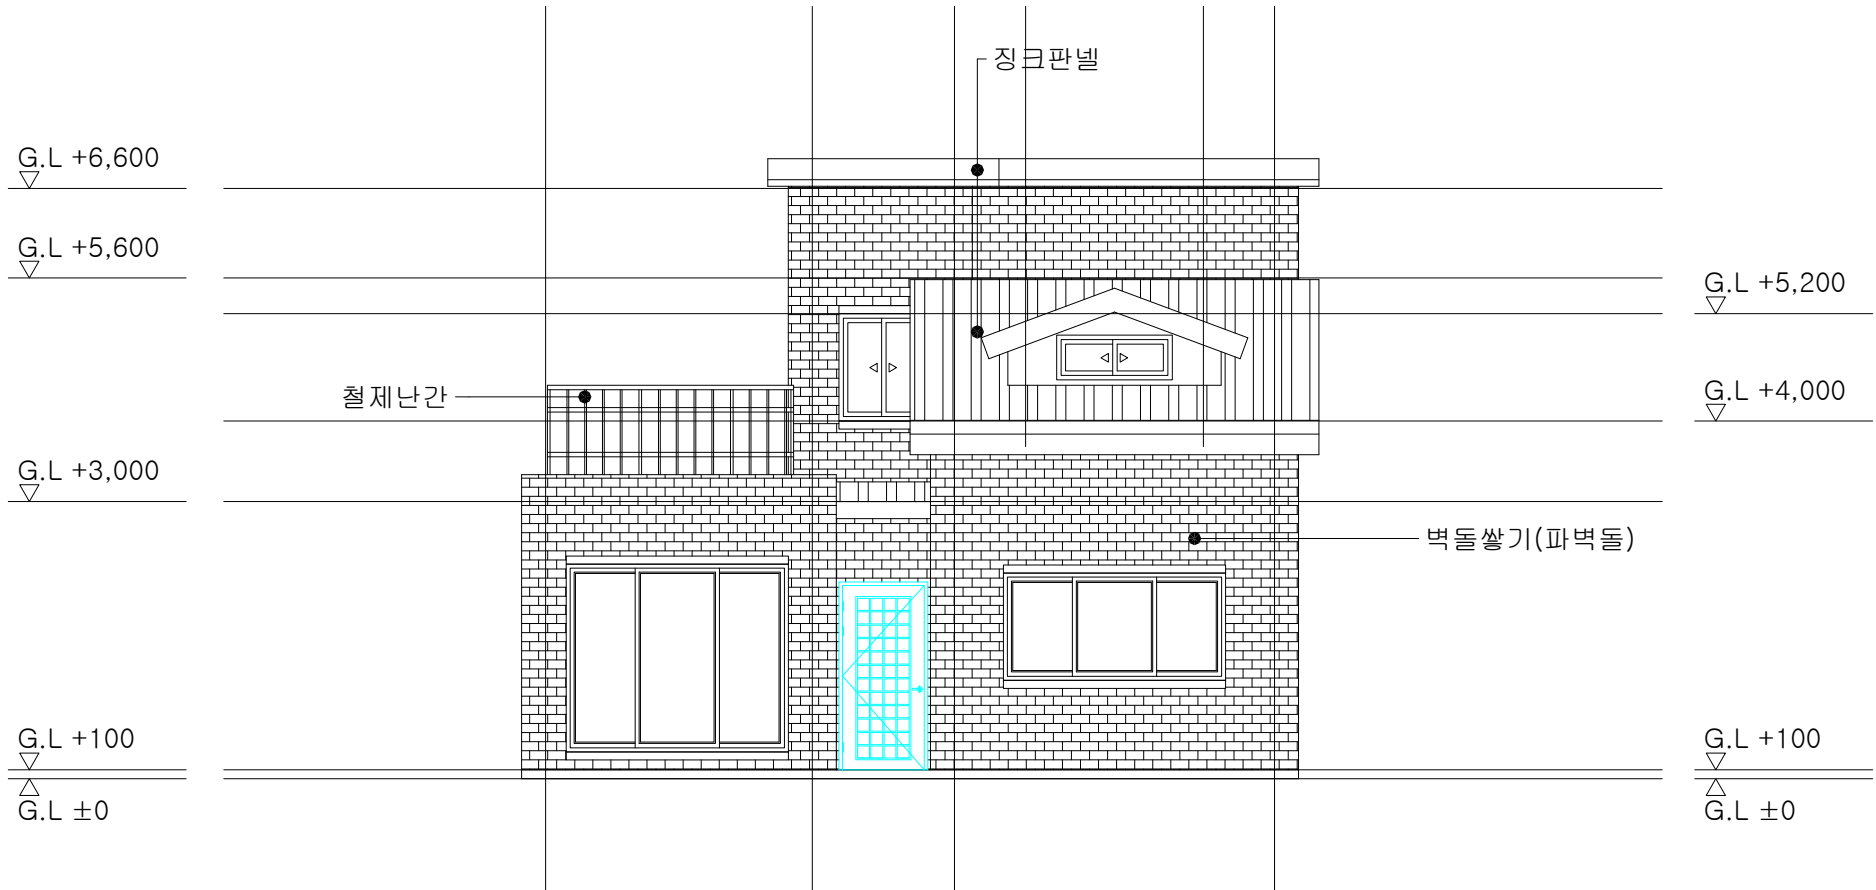 징크판넬
G.L +6,600
G.L +5,600
G.L +5,200
철제난간
G.L +4,000
G.L +3,000
벽돌쌓기(파벽돌)
G.L +100
G.L +100
G.L ±0
G.L ±0